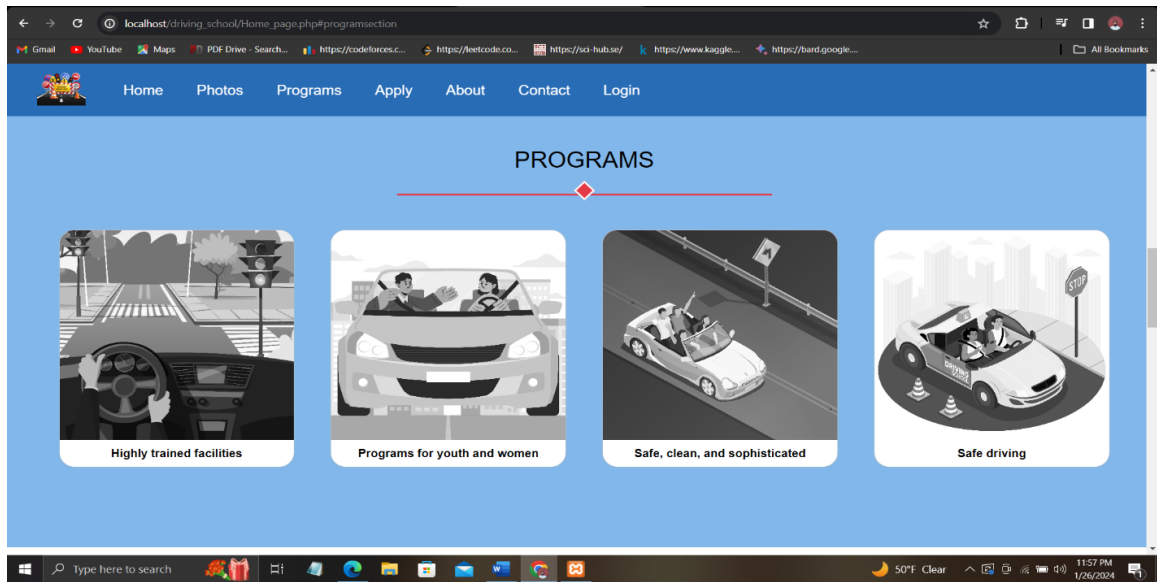 localhost/driving_school/Home_page.php#programsection
Gmail YouTube Maps PDF Drive - Search... https://codeforces.c... https://leetcode.co... https://sci-hub.se/ https://www.kaggle.... https://bard.google.... All Bookmarks
Home Photos Programs Apply About Contact Login
PROGRAMS
STOP
DRIVING
Highly trained facilities Programs for youth and women Safe, clean, and sophisticated Safe driving
Type here to search 50°F Clear 11:57 PM
1/26/2024